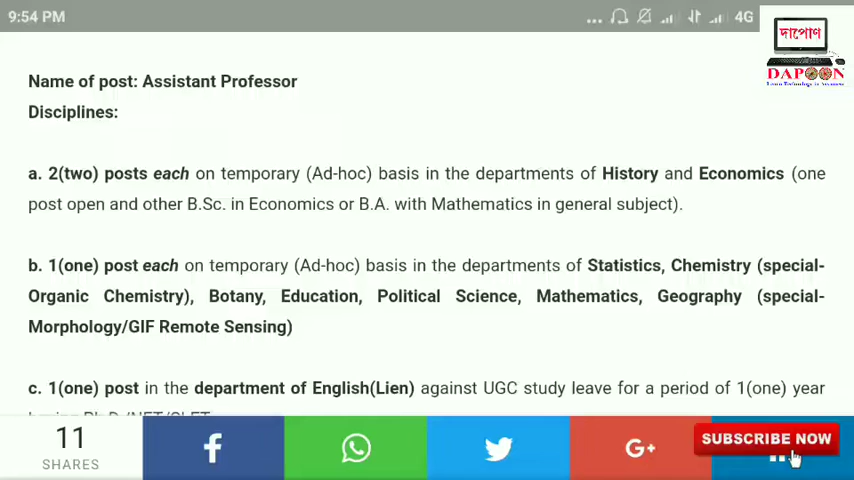 9:54 PM
4G
দাপোণ
DAPOON
Name of post: Assistant Professor
Disciplines:
a. 2(two) posts each on temporary (Ad-hoc) basis in the departments of History and Economics (one
post open and other B.Sc. in Economics or B.A. with Mathematics in general subject).
b. 1(one) post each on temporary (Ad-hoc) basis in the departments of Statistics, Chemistry (special-
Organic Chemistry), Botany, Education, Political Science, Mathematics, Geography (special-
Morphology/GIF Remote Sensing)
c. 1(one) post in the department of English(Lien) against UGC study leave for a period of 1(one) year
11
SHARES
G+
SUBSCRIBE NOW